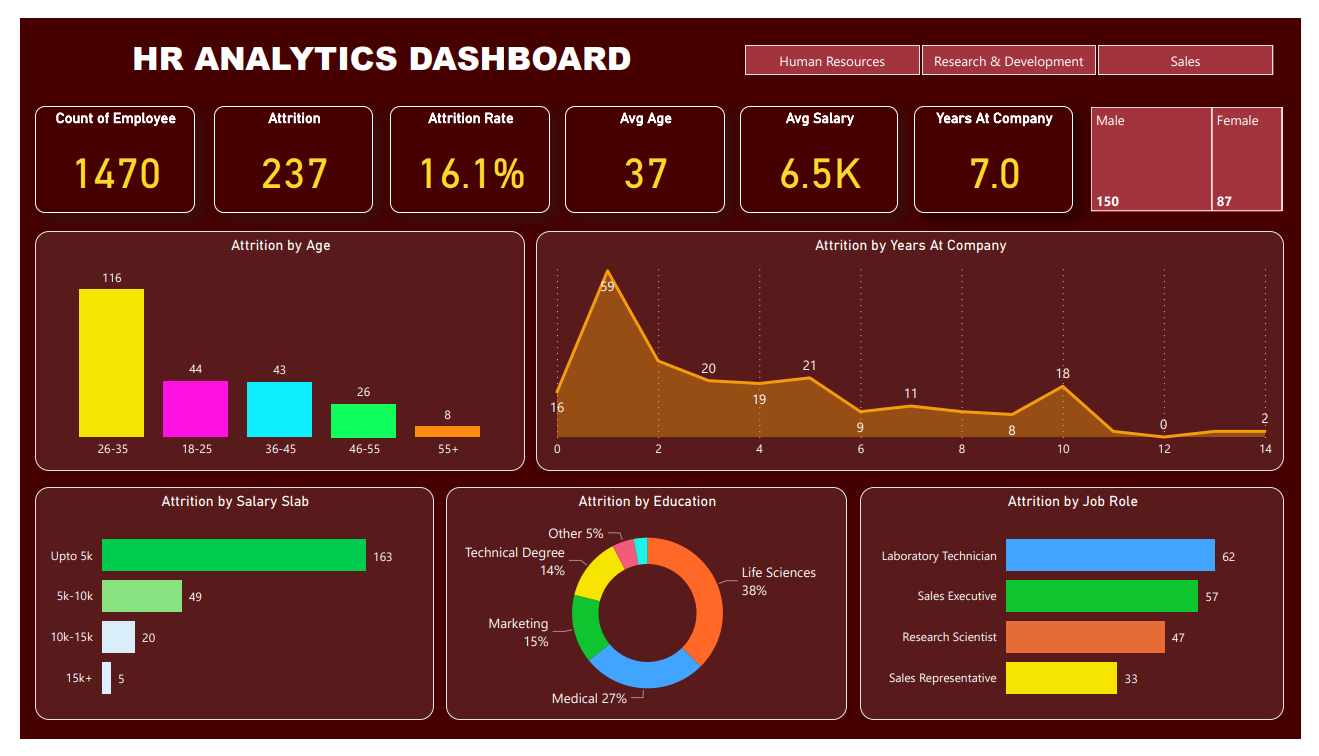 HR ANALYTICS DASHBOARD
Human Resources
Research & Development
Sales
Count of Employee
1470
Attrition
237
Attrition Rate
16.1%
Avg Age
37
Avg Salary
6.5K
Years At Company
7.0
Male
150
Female
87
Attrition by Age
116
44
43
26
8
26-35
18-25
36-45
46-55
55+
Attrition by Years At Company
16
59
20
19
21
9
11
8
18
0
2
0
2
4
6
8
10
12
14
Attrition by Salary Slab
Upto 5k
163
5k-10k
49
10k-15k
20
15k+
5
Attrition by Education
Other 5%
Technical Degree
14%
Life Sciences
38%
Marketing
15%
Medical 27%
Attrition by Job Role
Laboratory Technician
62
Sales Executive
57
Research Scientist
47
Sales Representative
33